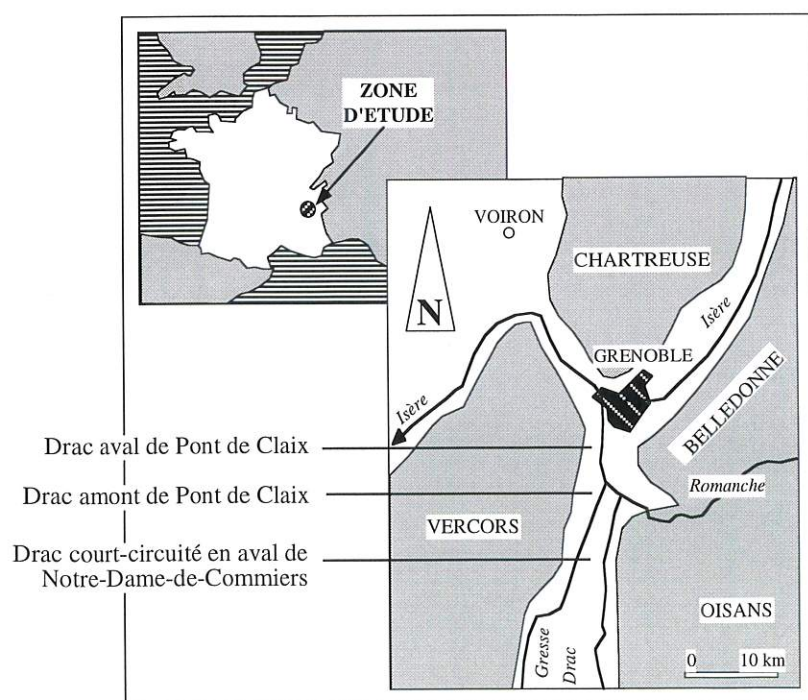 ZONE
D'ETUDE
VOIRON
CHARTREUSE
N
Isère
GRENOBLE
BELLEDONNE
Isère
Drac aval de Pont de Claix
Drac amont de Pont de Claix
Romanche
VERCORS
Drac court-circuité en aval de
Notre-Dame-de-Commiers
OISANS
Gresse
Drac
0 10 km